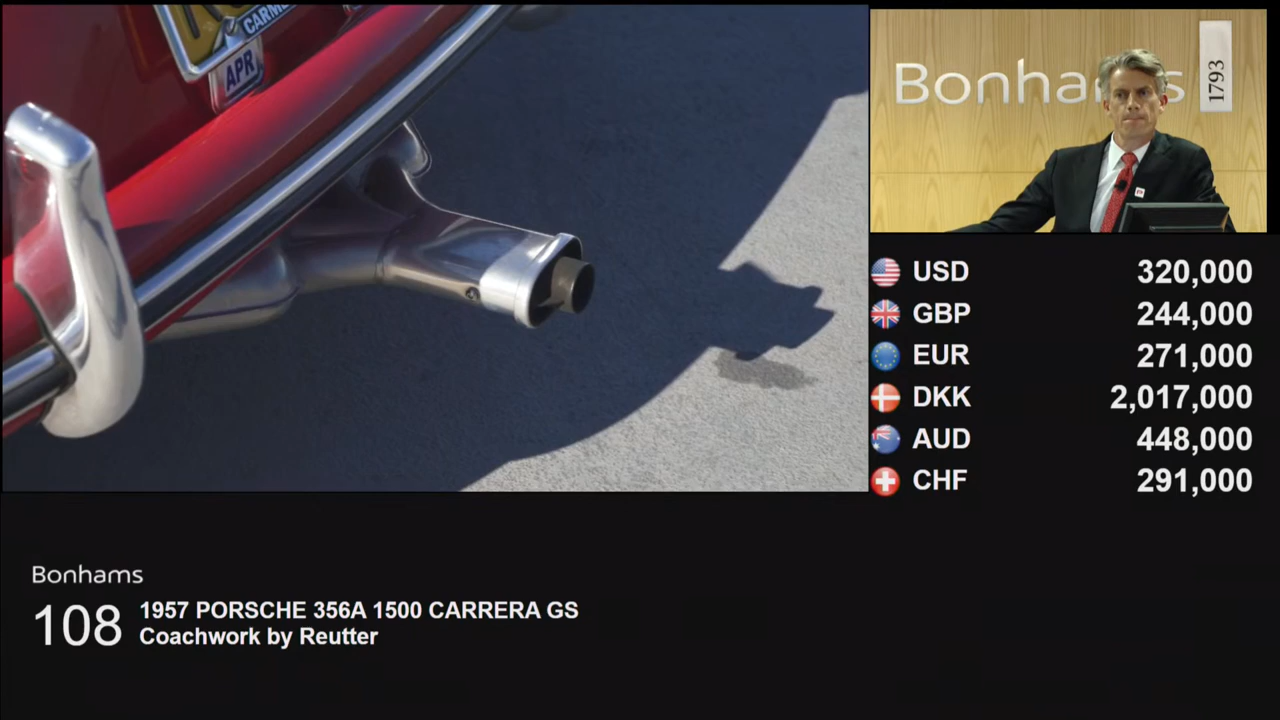 CARME
APR
Bonhams
1793
USD 320,000
GBP 244,000
EUR 271,000
DKK 2,017,000
AUD 448,000
CHF 291,000
Bonhams
108
1957 PORSCHE 356A 1500 CARRERA GS
Coachwork by Reutter